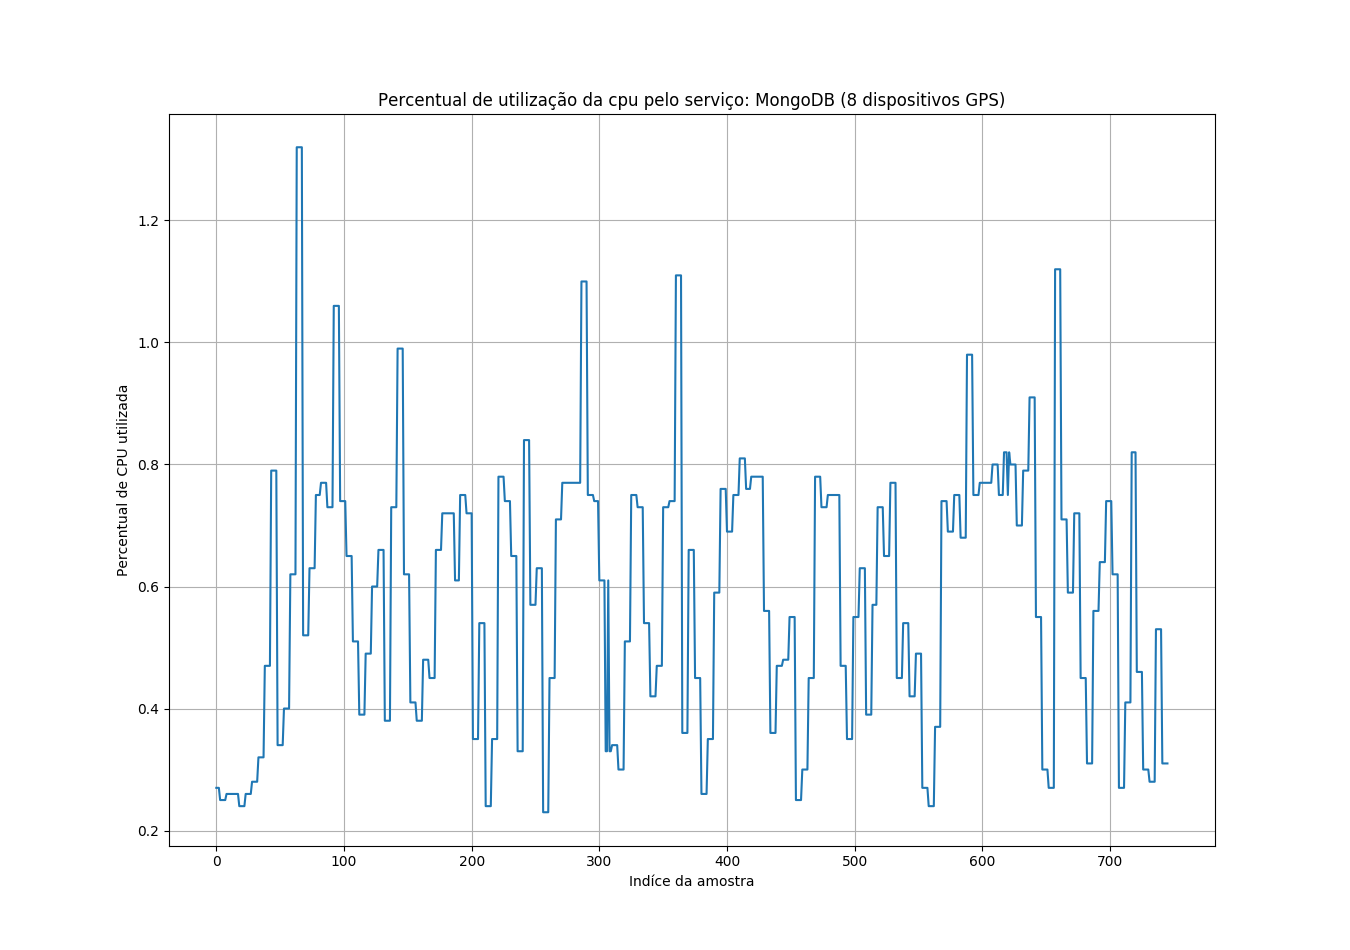 Percentual de utilização da cpu pelo serviço: MongoDB (8 dispositivos GPS)
1.2
1.0
0.8
0.6
0.4
0.2
Percentual de CPU utilizada
0 100 200 300 400 500 600 700
Indíce da amostra